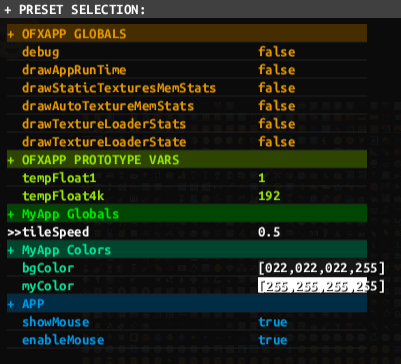 + PRESET SELECTION:
+ OFXAPP GLOBALS
debug false
drawAppRunTime false
drawStaticTexturesMemStats false
drawAutoTextureMemStats false
drawTextureLoaderStats false
drawTextureLoaderState false
+ OFXAPP PROTOTYPE VARS
tempFloat1 1
tempFloat4k 192
+ MyApp Globals
>>tileSpeed 0.5
+ MyApp Colors
bgColor [022,022,022,255]
myColor [255,255,255,255]
+ APP
showMouse true
enableMouse true